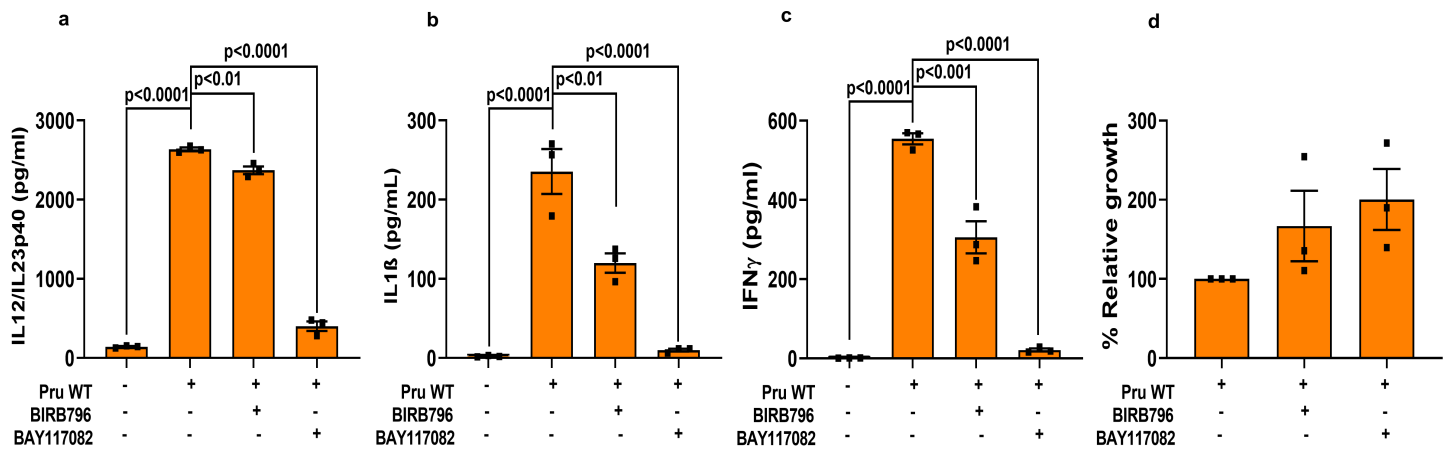 a
b
c
d
p<0.0001
p<0.01
p<0.0001
p<0.0001
p<0.01
p<0.0001
p<0.0001
p<0.001
p<0.0001
IL12/IL23p40 (pg/ml)
3000
2000
1000
0
IL1ß (pg/mL)
300
200
100
0
IFNγ (pg/ml)
600
400
200
0
% Relative growth
300
200
100
0
Pru WT - + + +
BIRB796 - - + -
BAY117082 - - - +
Pru WT - + + +
BIRB796 - - + -
BAY117082 - - - +
Pru WT - + + +
BIRB796 - - + -
BAY117082 - - - +
Pru WT + + +
BIRB796 - + -
BAY117082 - - +